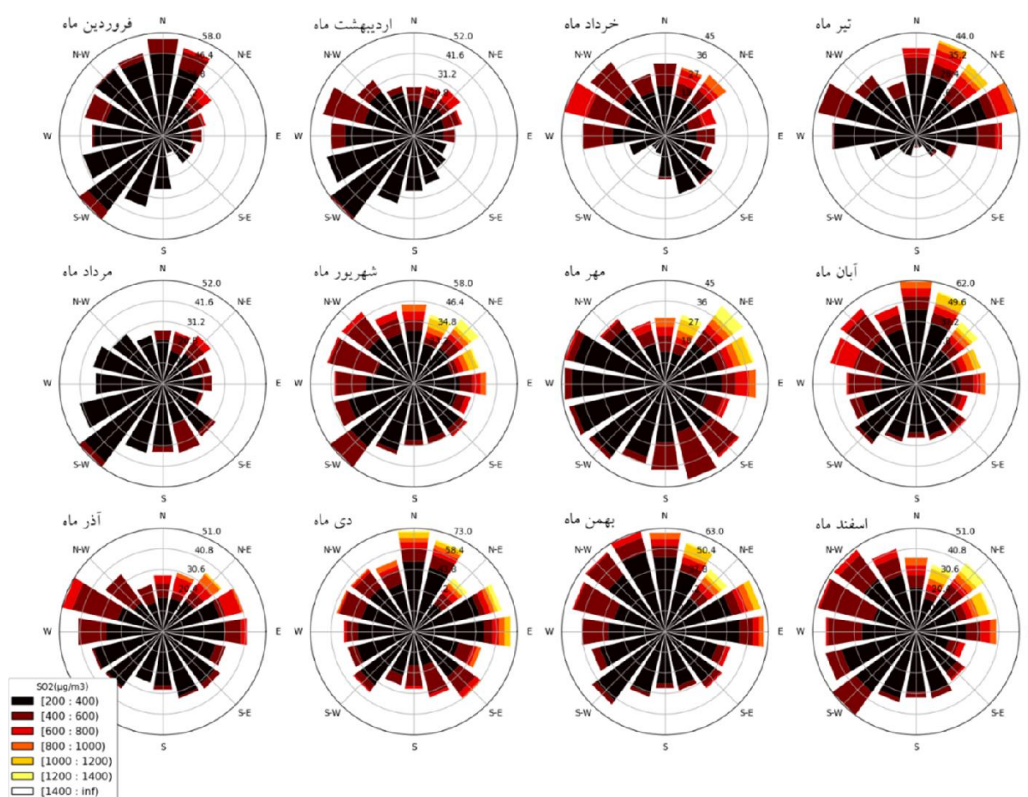 فروردین ماه
N
58.0
N-W
N-E
W
E
S-W
S-E
S
اردیبهشت ماه
N
52.0
41.6
31.2
N-W
N-E
W
E
S-W
S-E
S
خرداد ماه
N
45
36
27
N-W
N-E
W
E
S-W
S-E
S
تیر ماه
N
44.0
35.2
N-W
N-E
W
E
S-W
S-E
S
مرداد ماه
N
52.0
41.6
31.2
N-W
N-E
W
E
S-W
S-E
S
شهریور ماه
N
58.0
46.4
34.8
N-W
N-E
W
E
S-W
S-E
S
مهر ماه
N
45
36
27
N-W
N-E
W
E
S-W
S-E
S
آبان ماه
N
62.0
49.6
N-W
N-E
W
E
S-W
S-E
S
آذر ماه
N
51.0
40.8
30.6
N-W
N-E
W
E
S-E
S
دی ماه
N
73.0
58.4
N-W
N-E
W
E
S-W
S-E
S
بهمن ماه
N
63.0
50.4
N-W
N-E
W
E
S-W
S-E
S
اسفند ماه
N
51.0
40.8
30.6
N-W
N-E
W
E
S-W
S-E
S
SO2(μg/m3)
[200 : 400)
[400 : 600)
[600 : 800)
[800 : 1000)
[1000 : 1200)
[1200 : 1400)
[1400 : inf)